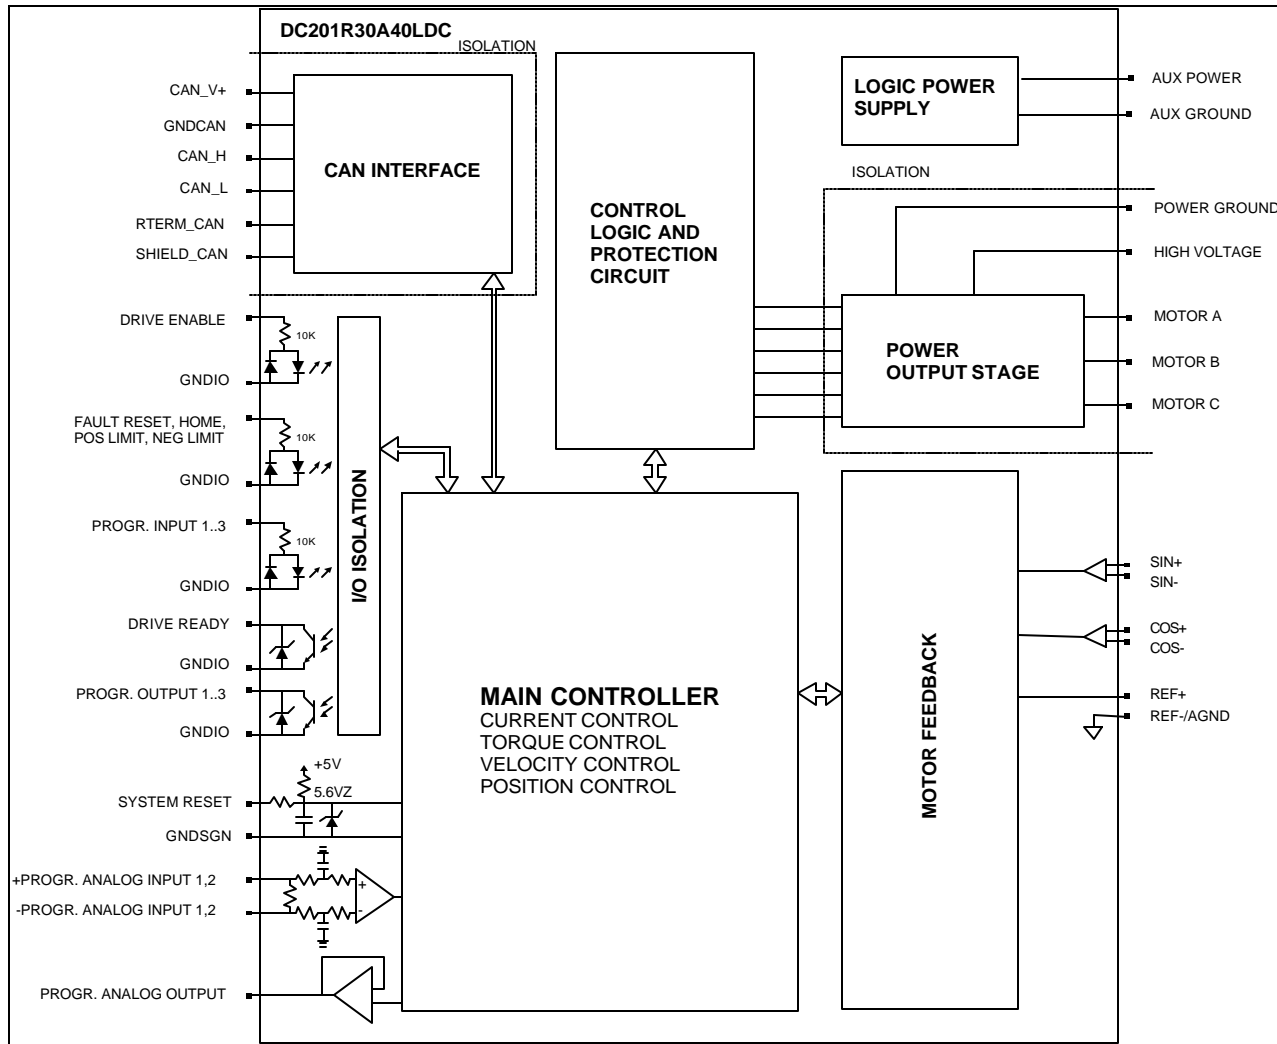 DC201R30A40LDC
ISOLATION
CAN_V+
GNDCAN
CAN_H
CAN_L
RTERM_CAN
SHIELD_CAN
CAN INTERFACE
DRIVE ENABLE
10K
GNDIO
FAULT RESET, HOME,
POS LIMIT, NEG LIMIT
10K
GNDIO
PROGR. INPUT 1..3
10K
GNDIO
DRIVE READY
GNDIO
PROGR. OUTPUT 1..3
GNDIO
I/O ISOLATION
+5V
5.6VZ
SYSTEM RESET
GNDSGN
+PROGR. ANALOG INPUT 1,2
+
-PROGR. ANALOG INPUT 1,2
-
PROGR. ANALOG OUTPUT
CONTROL
LOGIC AND
PROTECTION
CIRCUIT
MAIN CONTROLLER
CURRENT CONTROL
TORQUE CONTROL
VELOCITY CONTROL
POSITION CONTROL
LOGIC POWER
SUPPLY
AUX POWER
AUX GROUND
ISOLATION
POWER GROUND
HIGH VOLTAGE
POWER
OUTPUT STAGE
MOTOR A
MOTOR B
MOTOR C
MOTOR FEEDBACK
SIN+
SIN-
COS+
COS-
REF+
REF-/AGND